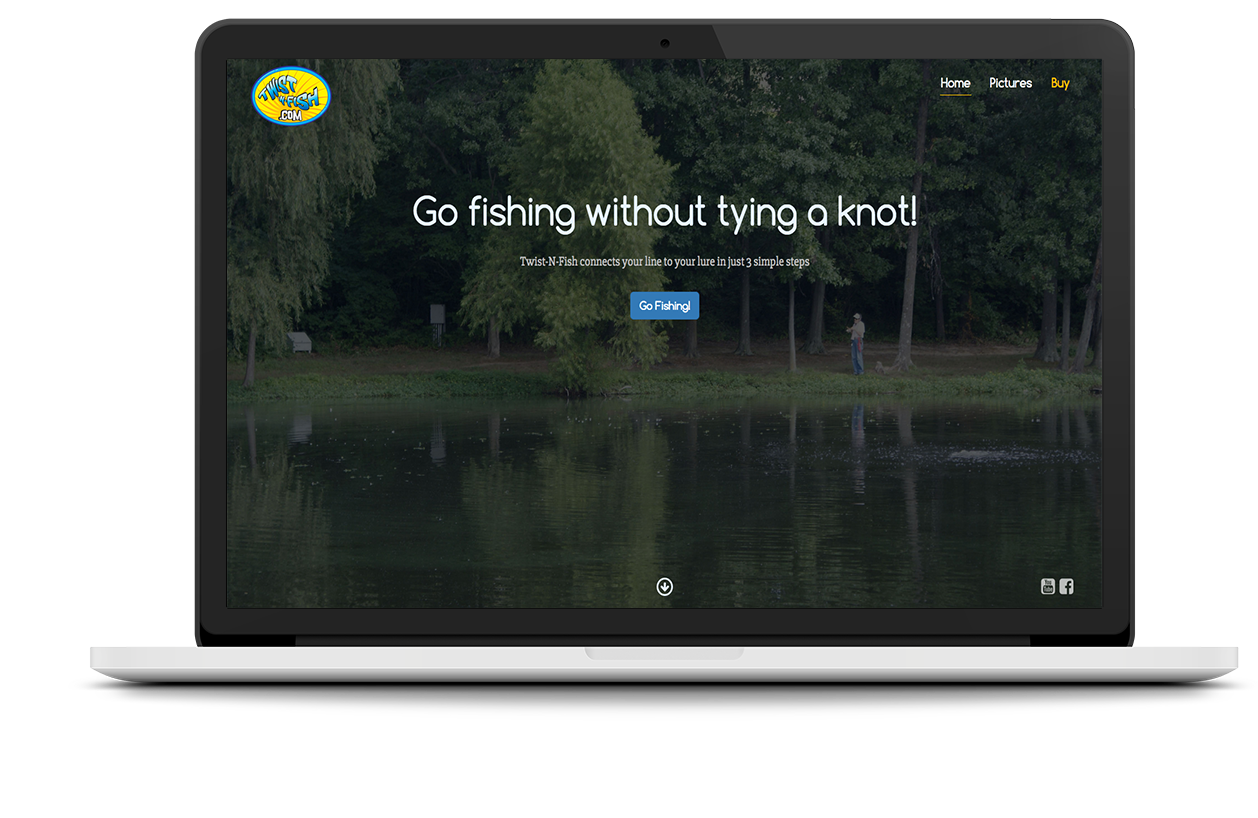 TWIST
N FISH
.COM
Home Pictures Buy
Go fishing without tying a knot!
Twist-N-Fish connects your line to your lure in just 3 simple steps
Go Fishing!
You
Tube